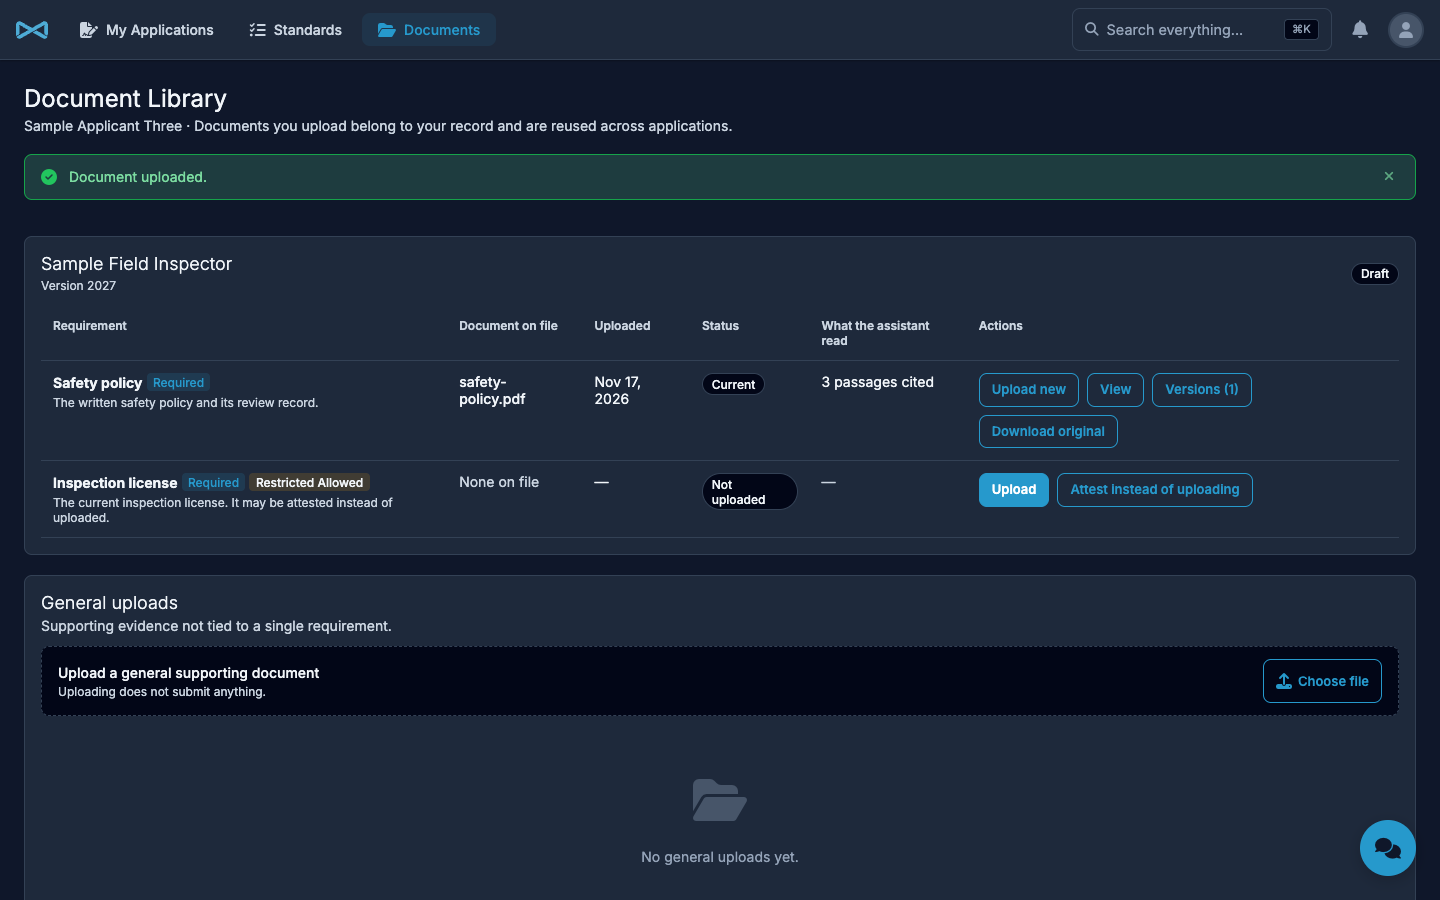 My Applications
Standards
Documents
Search everything...
⌘K
Document Library
Sample Applicant Three · Documents you upload belong to your record and are reused across applications.
Document uploaded.
Sample Field Inspector
Version 2027
Draft
Requirement
Document on file
Uploaded
Status
What the assistant
read
Actions
Safety policy Required
The written safety policy and its review record.
safety-
policy.pdf
Nov 17,
2026
Current
3 passages cited
Upload new
View
Versions (1)
Download original
Inspection license Required Restricted Allowed
The current inspection license. It may be attested instead of
uploaded.
None on file
—
Not
uploaded
—
Upload
Attest instead of uploading
General uploads
Supporting evidence not tied to a single requirement.
Upload a general supporting document
Uploading does not submit anything.
Choose file
No general uploads yet.